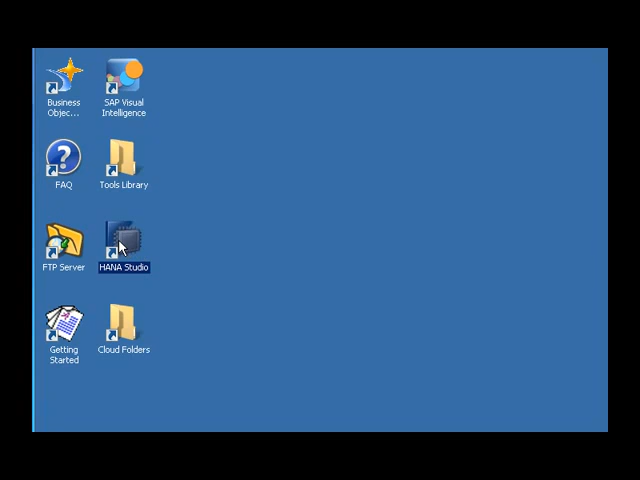 Business
Objec...
SAP Visual
Intelligence
FAQ
Tools Library
FTP Server
HANA Studio
Getting
Started
Cloud Folders